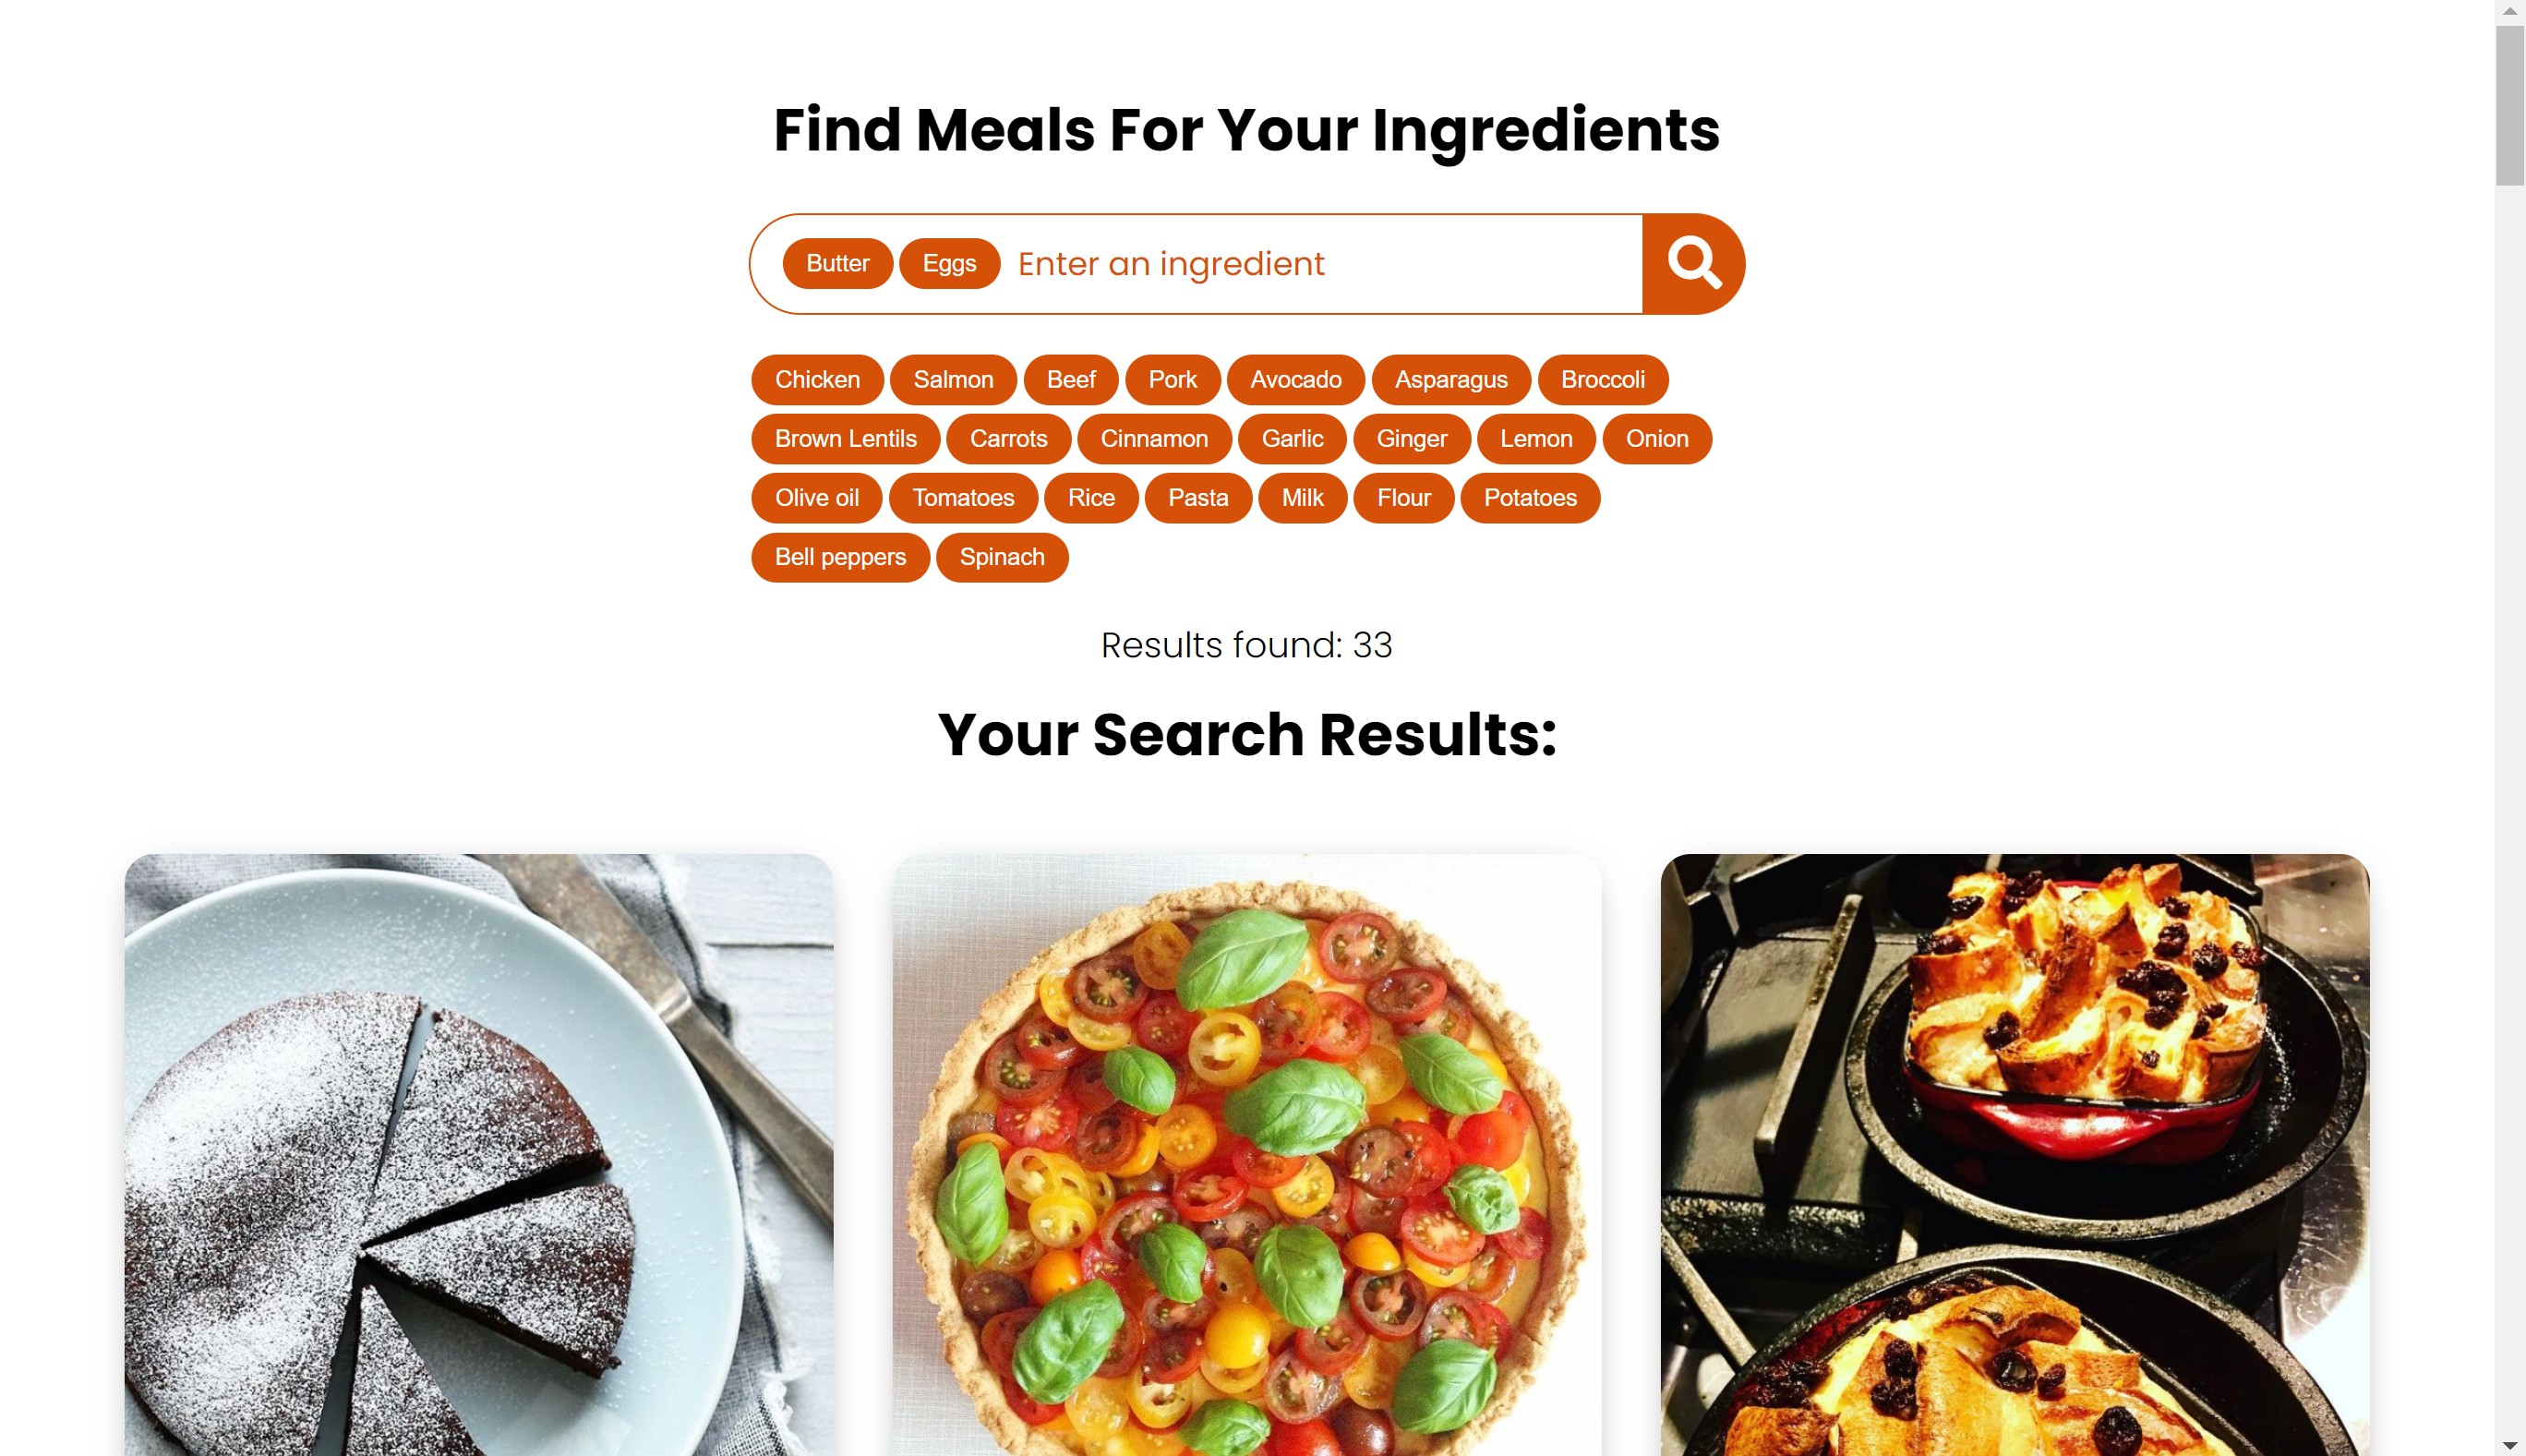 Find Meals For Your Ingredients
Butter Eggs Enter an ingredient
Chicken Salmon Beef Pork Avocado Asparagus Broccoli
Brown Lentils Carrots Cinnamon Garlic Ginger Lemon Onion
Olive oil Tomatoes Rice Pasta Milk Flour Potatoes
Bell peppers Spinach
Results found: 33
Your Search Results: